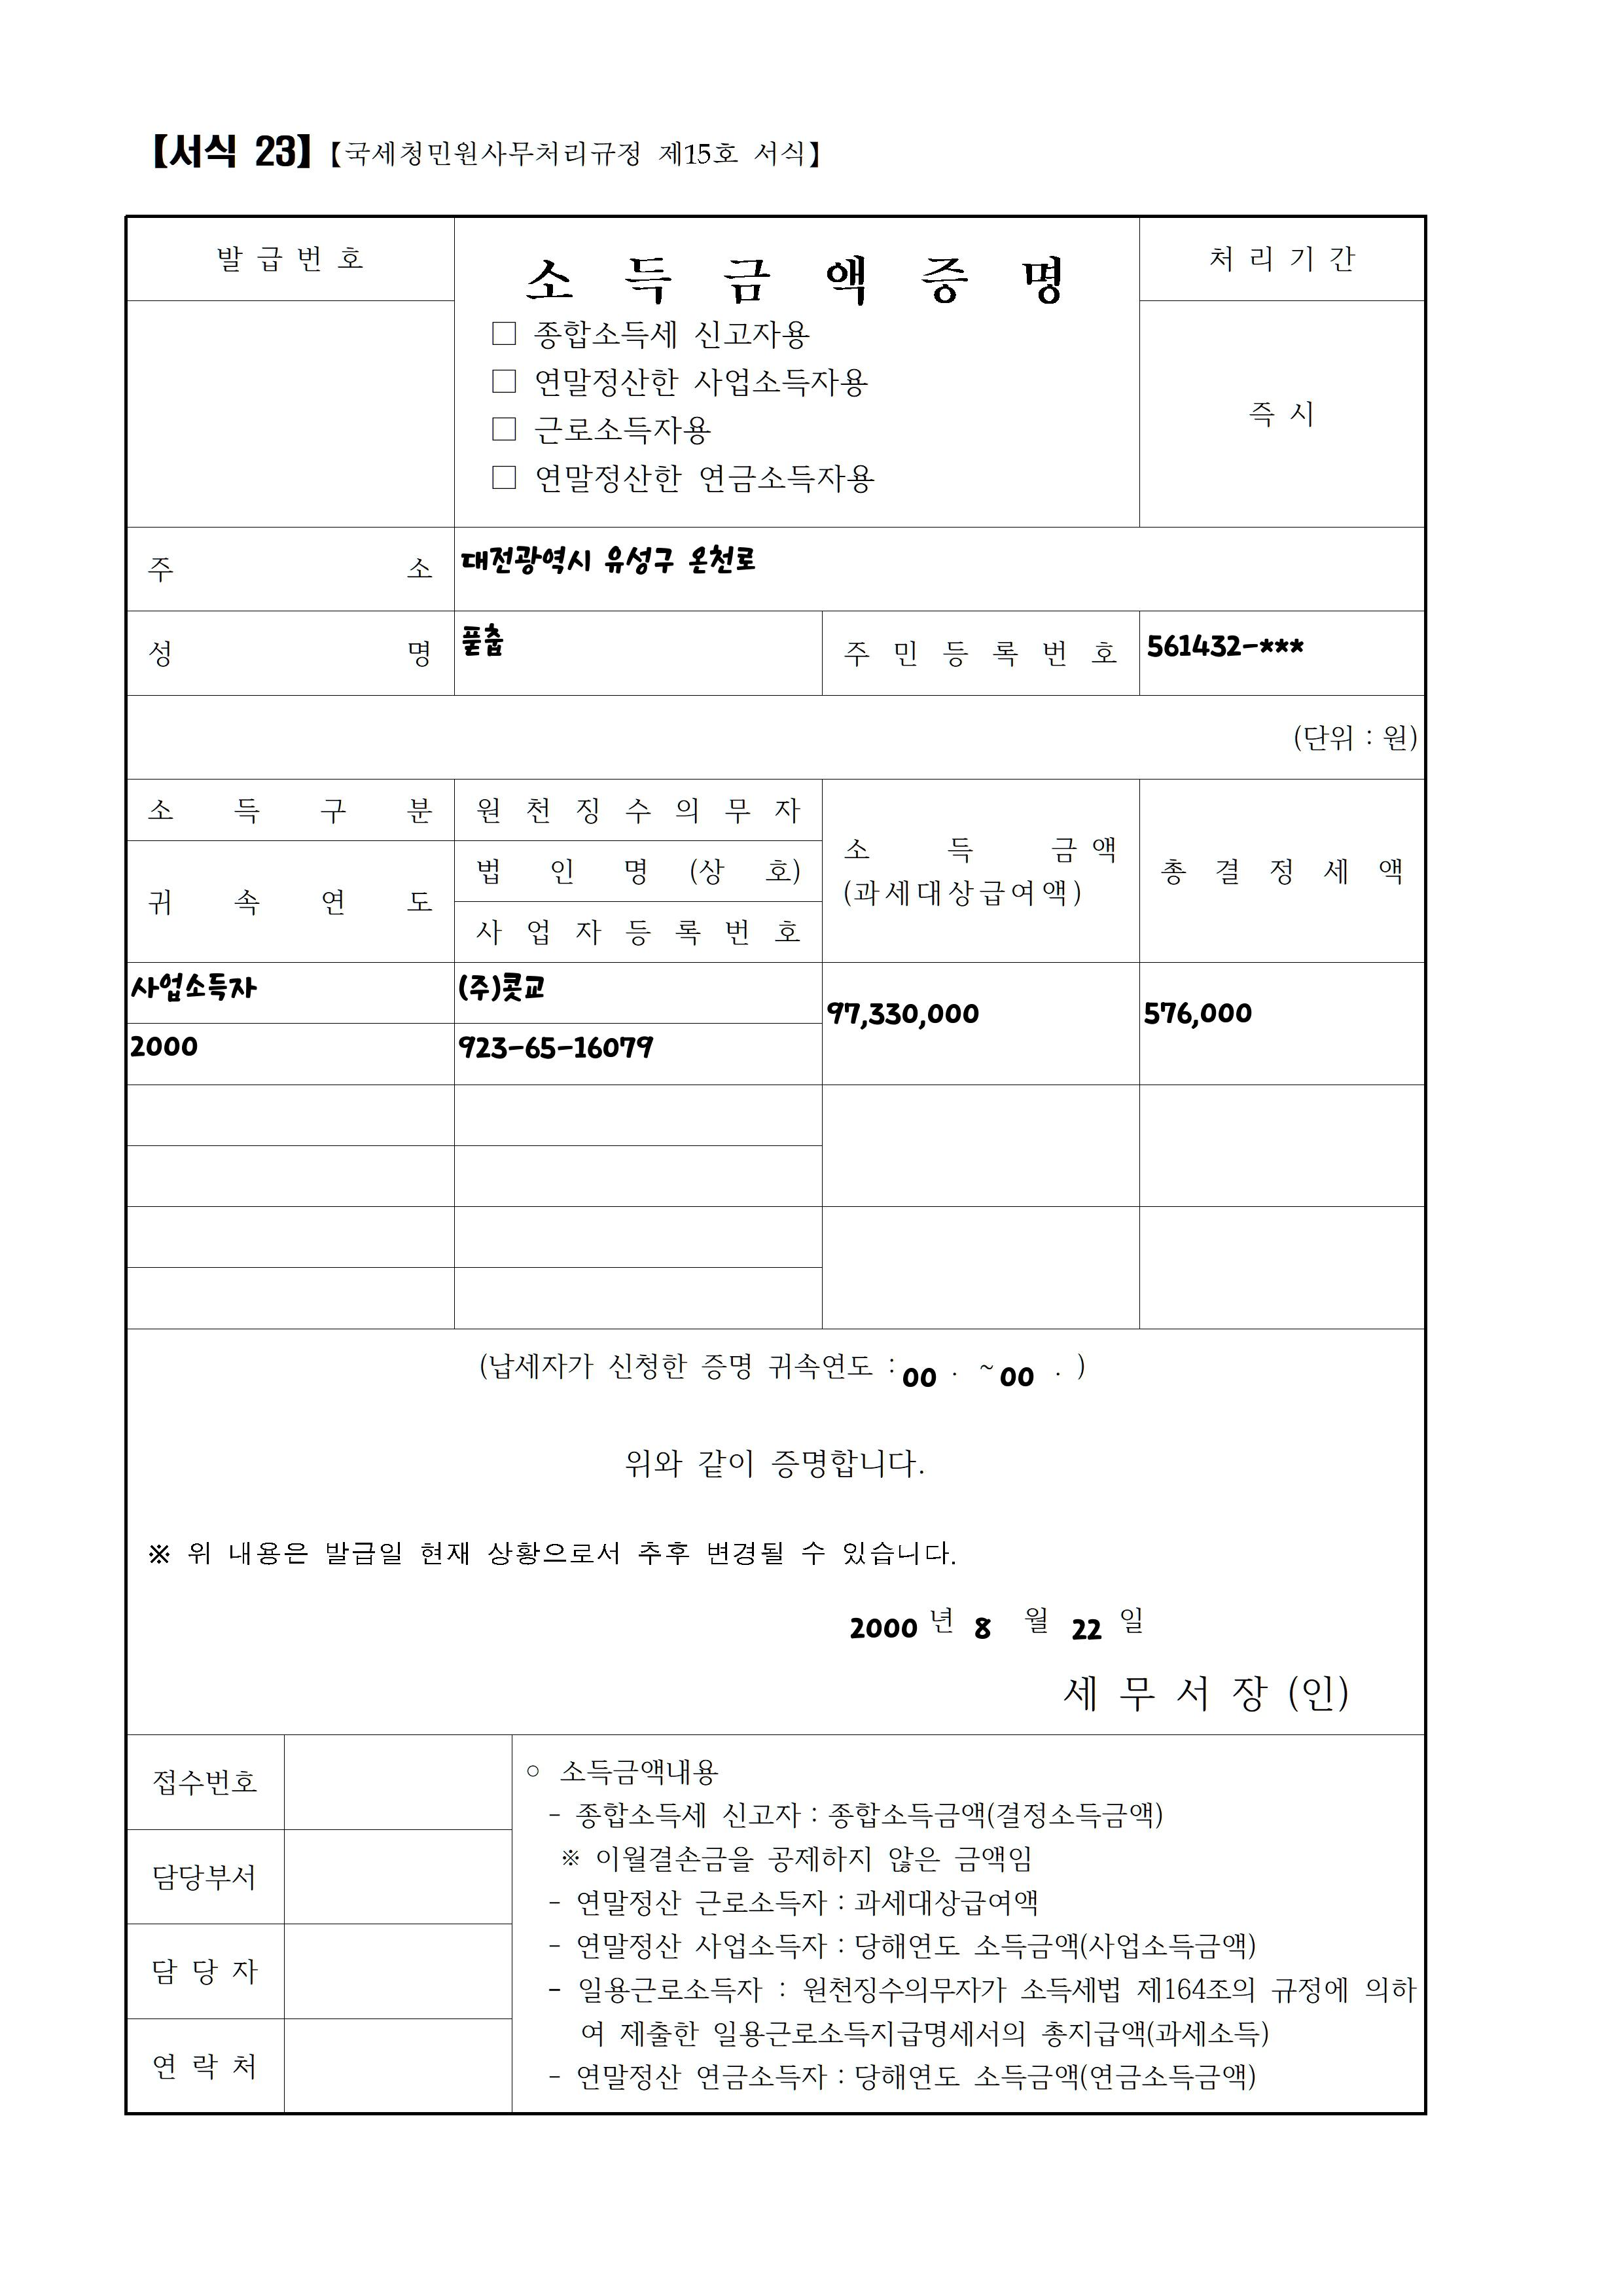 【서식 23】【국세청민원사무처리규정 제15호 서식】
발급번호
소득금액증명
처리기간
□ 종합소득세 신고자용
□ 연말정산한 사업소득자용
□ 근로소득자용
□ 연말정산한 연금소득자용
즉시
주소 대전광역시 유성구 온천로
성명 풑춥 주민등록번호 561432-***
(단위 : 원)
소득구분 원천징수의무자
소득금액
(과세대상급여액)
총결정세액
귀속연도
법인명(상호)
사업자등록번호
사업소득자 (주)콧교
97,330,000 576,000
2000 923-65-16079
(납세자가 신청한 증명 귀속연도 : 00 . ~ 00 . )
위와 같이 증명합니다.
※ 위 내용은 발급일 현재 상황으로서 추후 변경될 수 있습니다.
2000 년 8 월 22 일
세무서장 (인)
접수번호
담당부서
담당자
연락처
○ 소득금액내용
- 종합소득세 신고자 : 종합소득금액(결정소득금액)
※ 이월결손금을 공제하지 않은 금액임
- 연말정산 근로소득자 : 과세대상급여액
- 연말정산 사업소득자 : 당해연도 소득금액(사업소득금액)
- 일용근로소득자 : 원천징수의무자가 소득세법 제164조의 규정에 의하
여 제출한 일용근로소득지급명세서의 총지급액(과세소득)
- 연말정산 연금소득자 : 당해연도 소득금액(연금소득금액)